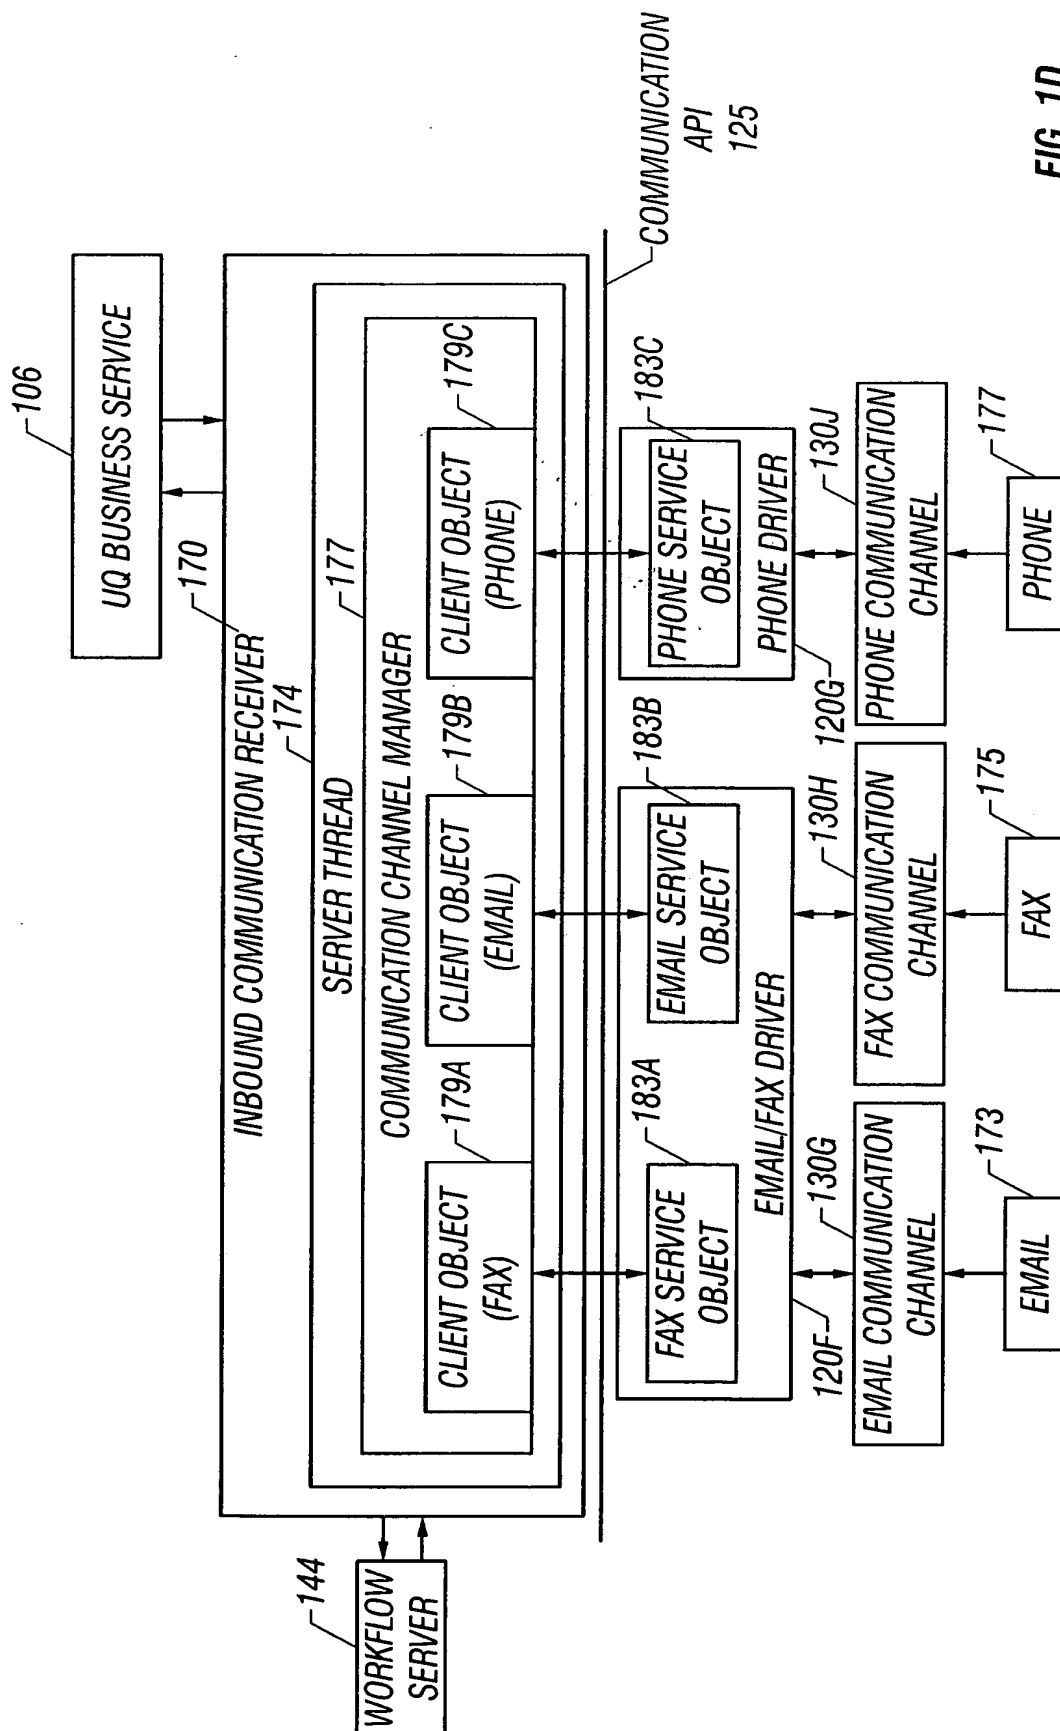 106
UQ BUSINESS SERVICE
INBOUND COMMUNICATION RECEIVER
170
174
SERVER THREAD
177
COMMUNICATION CHANNEL MANAGER
144
WORKFLOW
SERVER
179A
CLIENT OBJECT
(FAX)
179B
CLIENT OBJECT
(EMAIL)
179C
CLIENT OBJECT
(PHONE)
COMMUNICATION
API
125
183A
FAX SERVICE
OBJECT
183B
EMAIL SERVICE
OBJECT
EMAIL/FAX DRIVER
120F
183C
PHONE SERVICE
OBJECT
PHONE DRIVER
120G
130G
EMAIL COMMUNICATION
CHANNEL
130H
FAX COMMUNICATION
CHANNEL
130J
PHONE COMMUNICATION
CHANNEL
173
EMAIL
175
FAX
177
PHONE
FIG. 1D